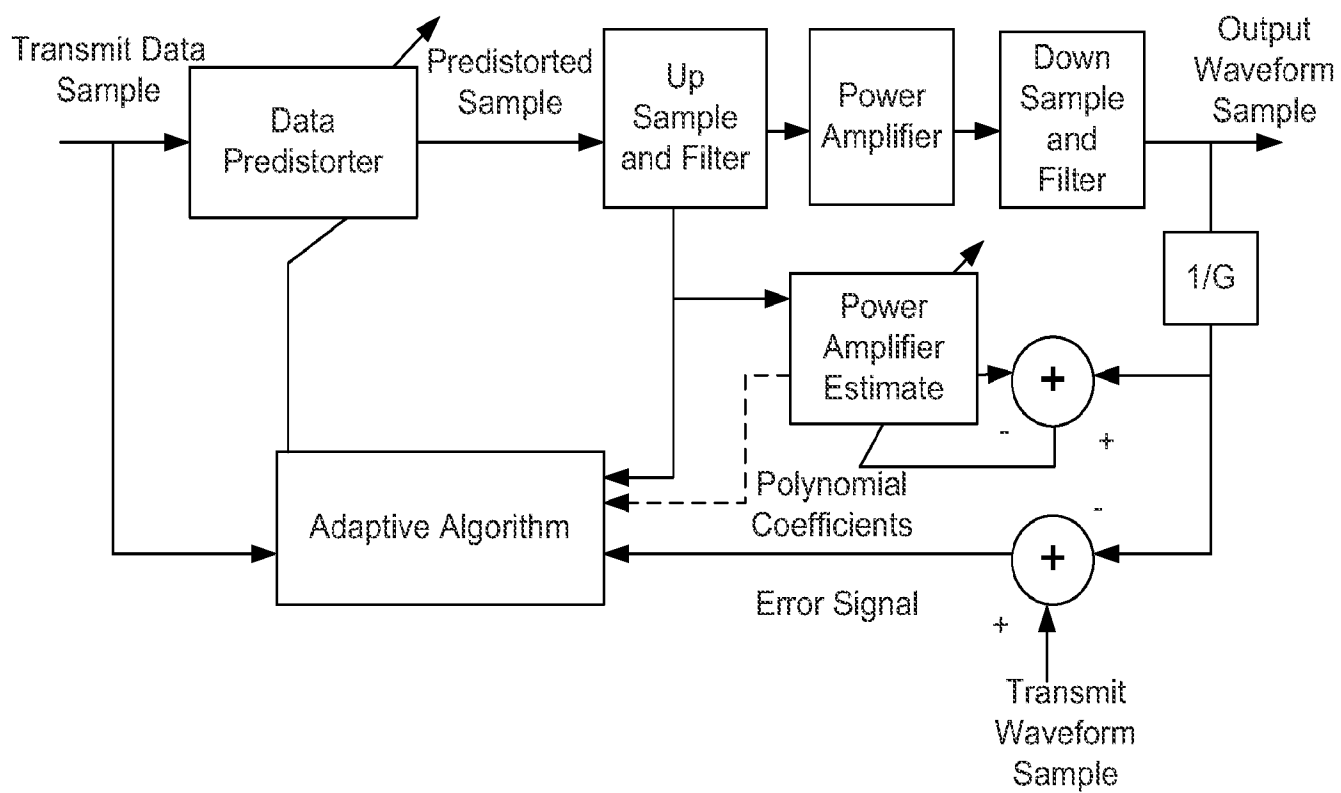 Transmit Data
Sample
Data
Predistorter
Predistorted
Sample
Up
Sample
and Filter
Power
Amplifier
Down
Sample
and
Filter
Output
Waveform
Sample
1/G
Power
Amplifier
Estimate
+
-
+
Polynomial
Coefficients
Adaptive Algorithm
-
+
Error Signal
+
Transmit
Waveform
Sample